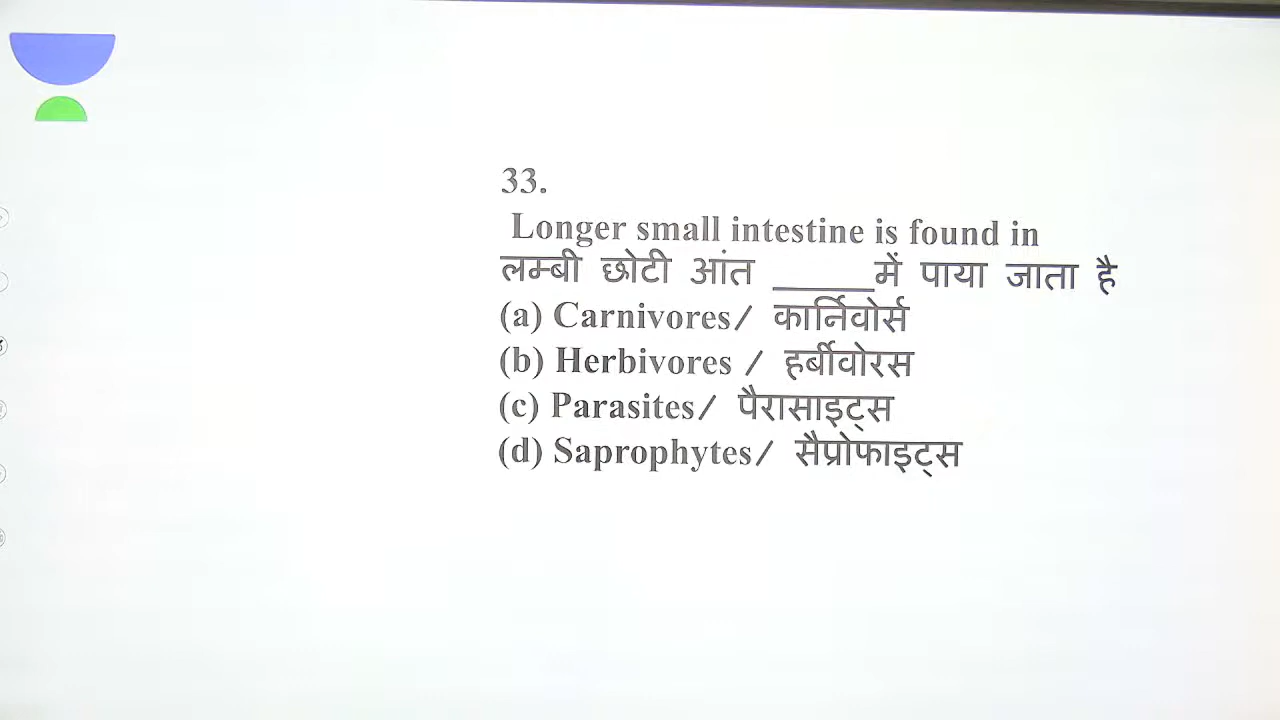 33.
Longer small intestine is found in
लम्बी छोटी आंत ______में पाया जाता है
(a) Carnivores/ कार्निवोर्स
(b) Herbivores / हर्बीवोरस
(c) Parasites/ पैरासाइट्स
(d) Saprophytes/ सैप्रोफाइट्स